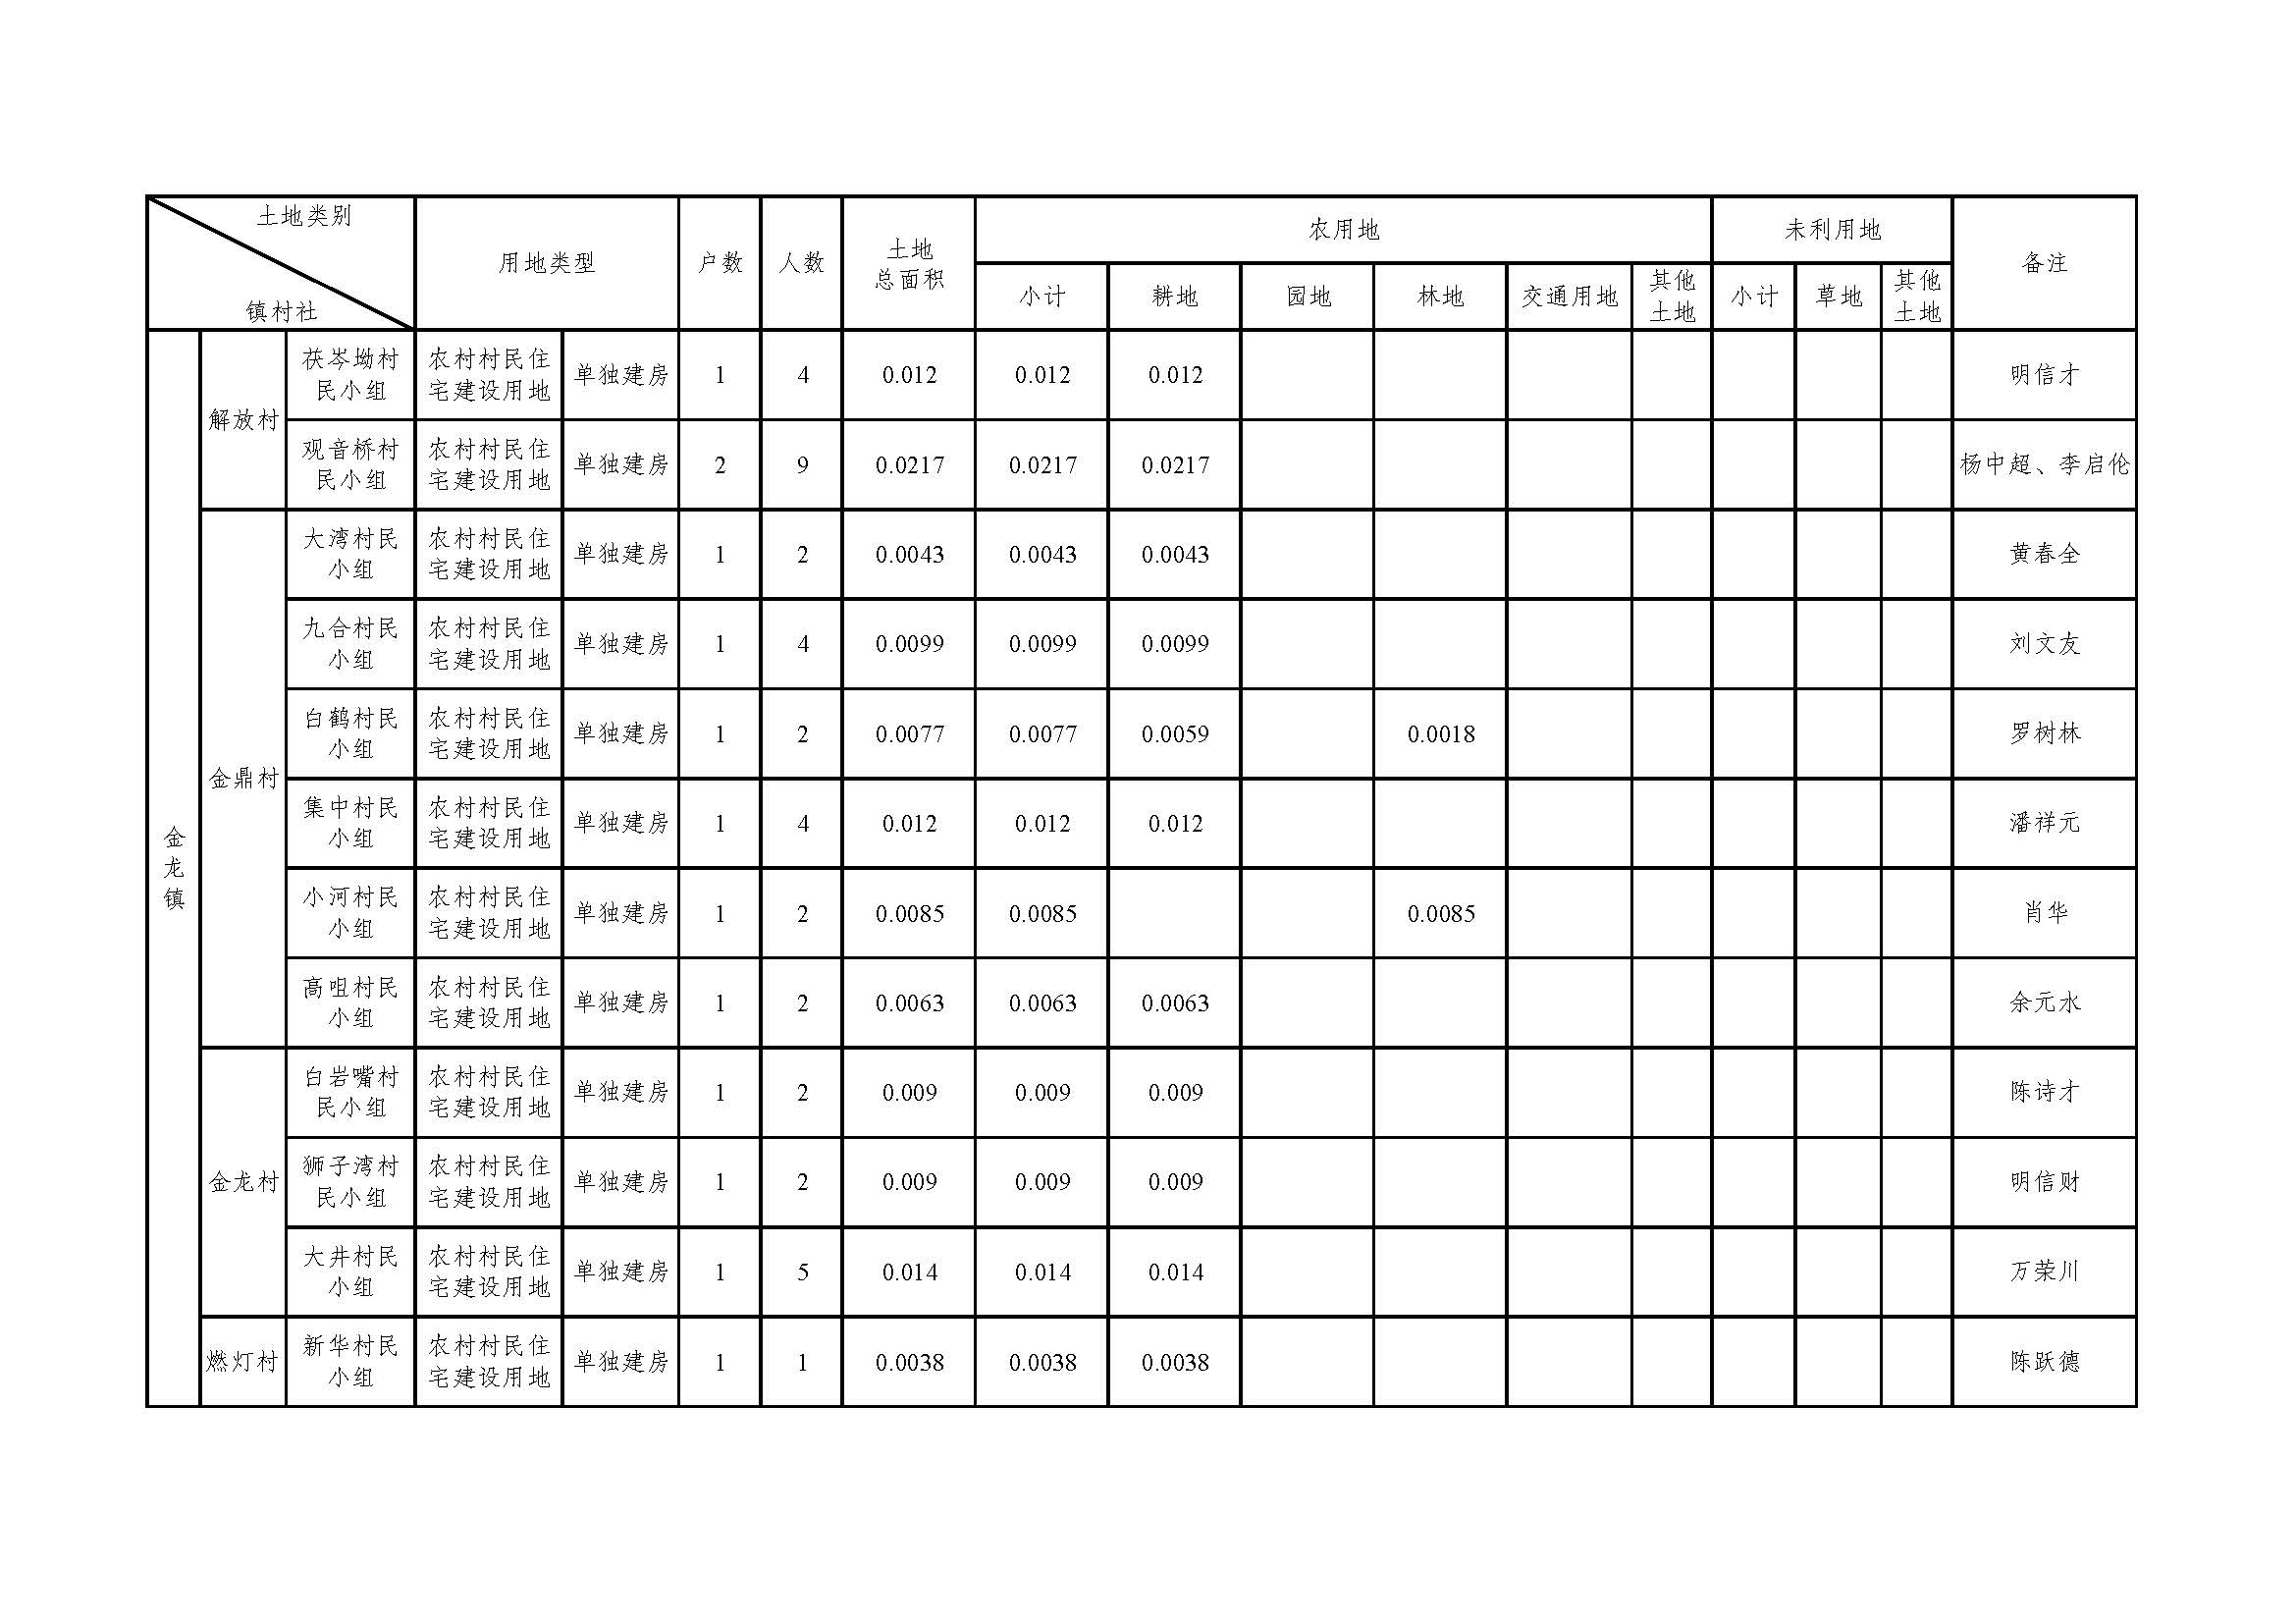 土地类别
镇村社
用地类型
户数
人数
土地
总面积
农用地
未利用地
备注
小计
耕地
园地
林地
交通用地
其他
土地
小计
草地
其他
土地
金
龙
镇
解放村
茯岑坳村
民小组
农村村民住
宅建设用地
单独建房
1
4
0.012
0.012
0.012
明信才
观音桥村
民小组
农村村民住
宅建设用地
单独建房
2
9
0.0217
0.0217
0.0217
杨中超、李启伦
金鼎村
大湾村民
小组
农村村民住
宅建设用地
单独建房
1
2
0.0043
0.0043
0.0043
黄春全
九合村民
小组
农村村民住
宅建设用地
单独建房
1
4
0.0099
0.0099
0.0099
刘文友
白鹤村民
小组
农村村民住
宅建设用地
单独建房
1
2
0.0077
0.0077
0.0059
0.0018
罗树林
集中村民
小组
农村村民住
宅建设用地
单独建房
1
4
0.012
0.012
0.012
潘祥元
小河村民
小组
农村村民住
宅建设用地
单独建房
1
2
0.0085
0.0085
0.0085
肖华
高咀村民
小组
农村村民住
宅建设用地
单独建房
1
2
0.0063
0.0063
0.0063
余元水
金龙村
白岩嘴村
民小组
农村村民住
宅建设用地
单独建房
1
2
0.009
0.009
0.009
陈诗才
狮子湾村
民小组
农村村民住
宅建设用地
单独建房
1
2
0.009
0.009
0.009
明信财
大井村民
小组
农村村民住
宅建设用地
单独建房
1
5
0.014
0.014
0.014
万荣川
燃灯村
新华村民
小组
农村村民住
宅建设用地
单独建房
1
1
0.0038
0.0038
0.0038
陈跃德